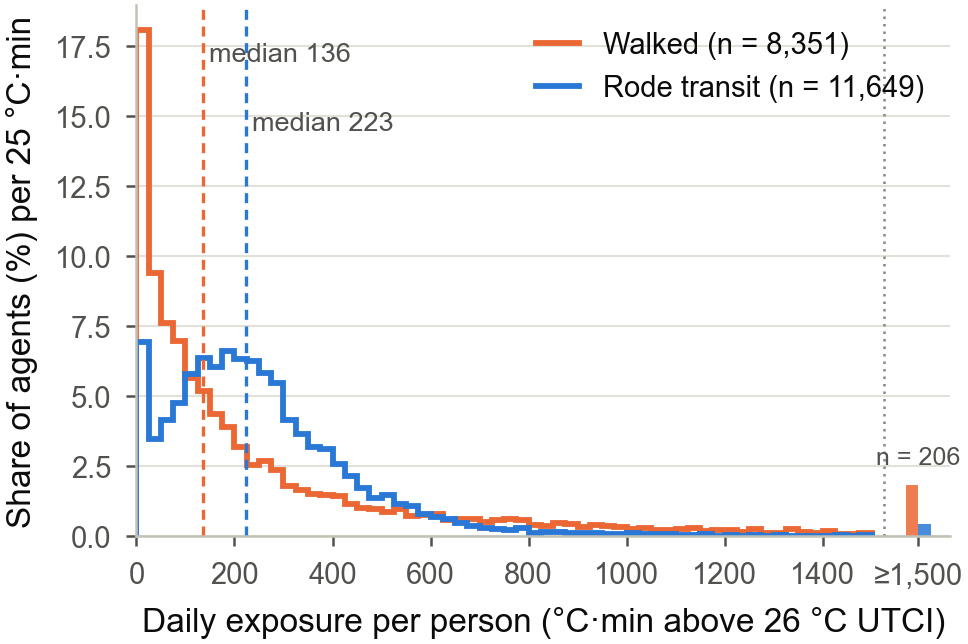 Share of agents (%) per 25 °C·min
17.5
15.0
12.5
10.0
7.5
5.0
2.5
0.0
median 136
median 223
Walked (n = 8,351)
Rode transit (n = 11,649)
n = 206
0
200
400
600
800
1000
1200
1400
≥1,500
Daily exposure per person (°C·min above 26 °C UTCI)